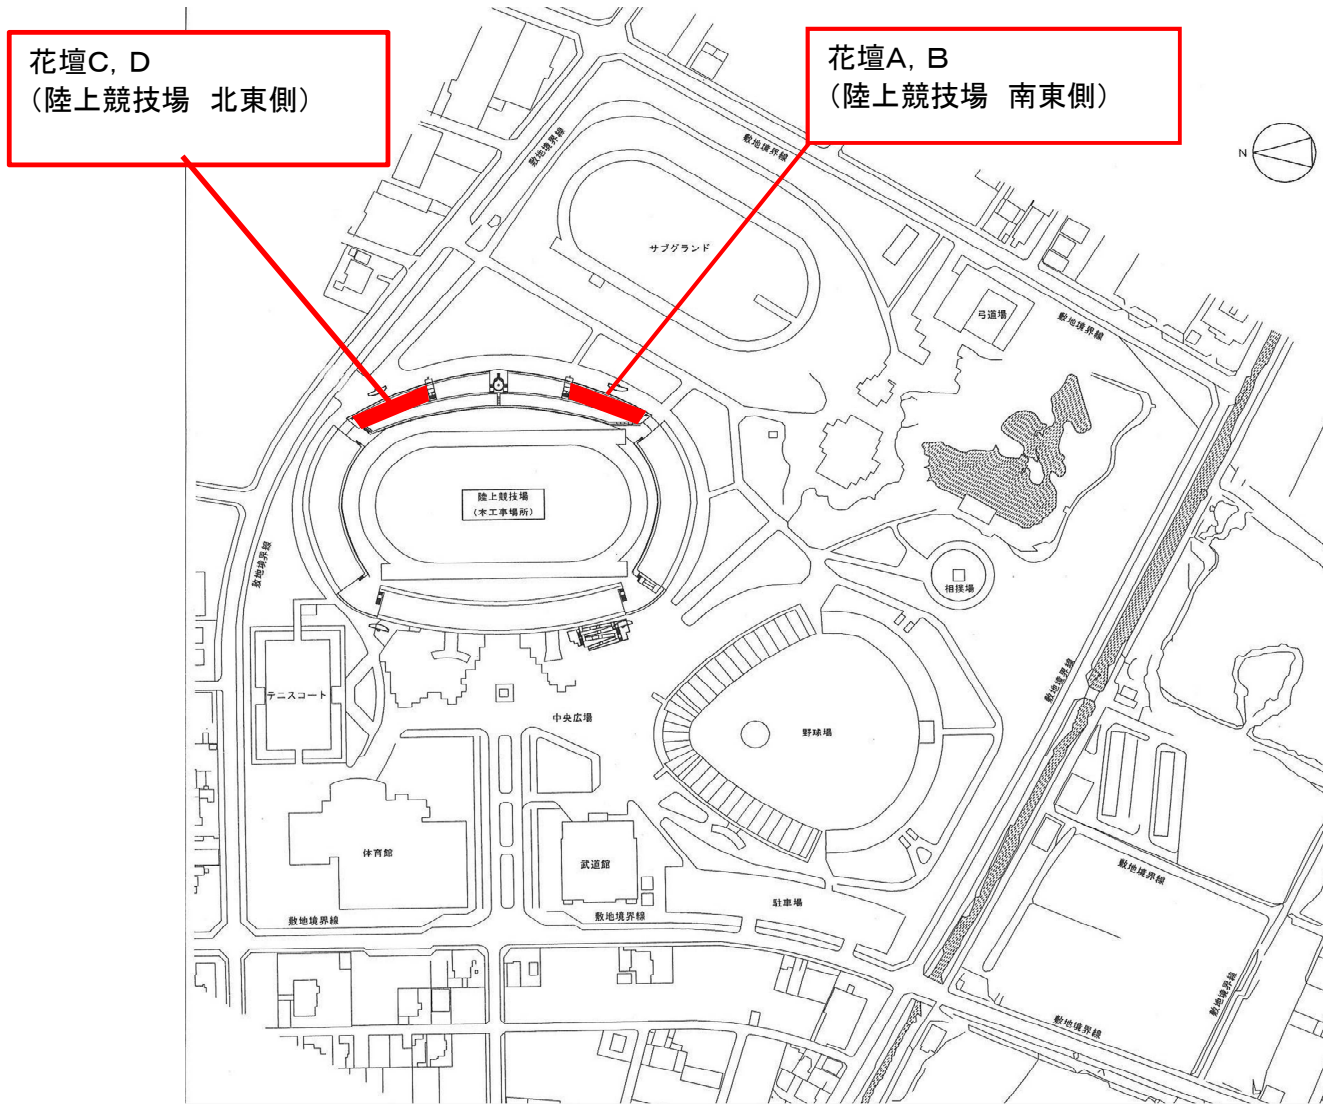 花壇C, D
（陸上競技場　北東側）
花壇A, B
（陸上競技場　南東側）
敷地境界線
敷地境界線
N
サブグランド
弓道場
敷地境界線
陸上競技場
（本工事場所）
敷地境界線
相撲場
テニスコート
中央広場
敷地境界線
野球場
体育館
武道館
敷地境界線
駐車場
敷地境界線
敷地境界線
敷地境界線
敷地境界線